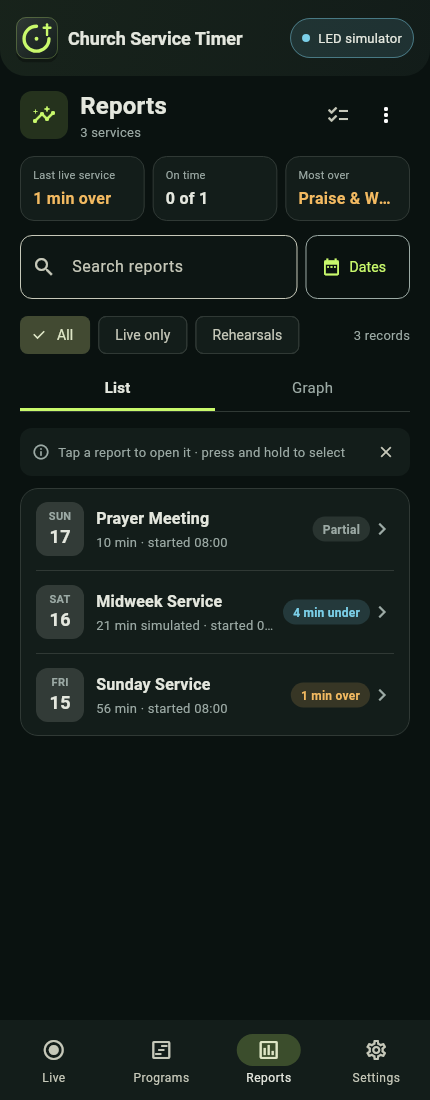 Church Service Timer
LED simulator
Reports
3 services
Last live service
1 min over
On time
0 of 1
Most over
Praise & W...
Search reports
Dates
All
Live only
Rehearsals
3 records
List
Graph
Tap a report to open it · press and hold to select
SUN
17
Prayer Meeting
10 min · started 08:00
Partial
SAT
16
Midweek Service
21 min simulated · started 0...
4 min under
FRI
15
Sunday Service
56 min · started 08:00
1 min over
Live
Programs
Reports
Settings